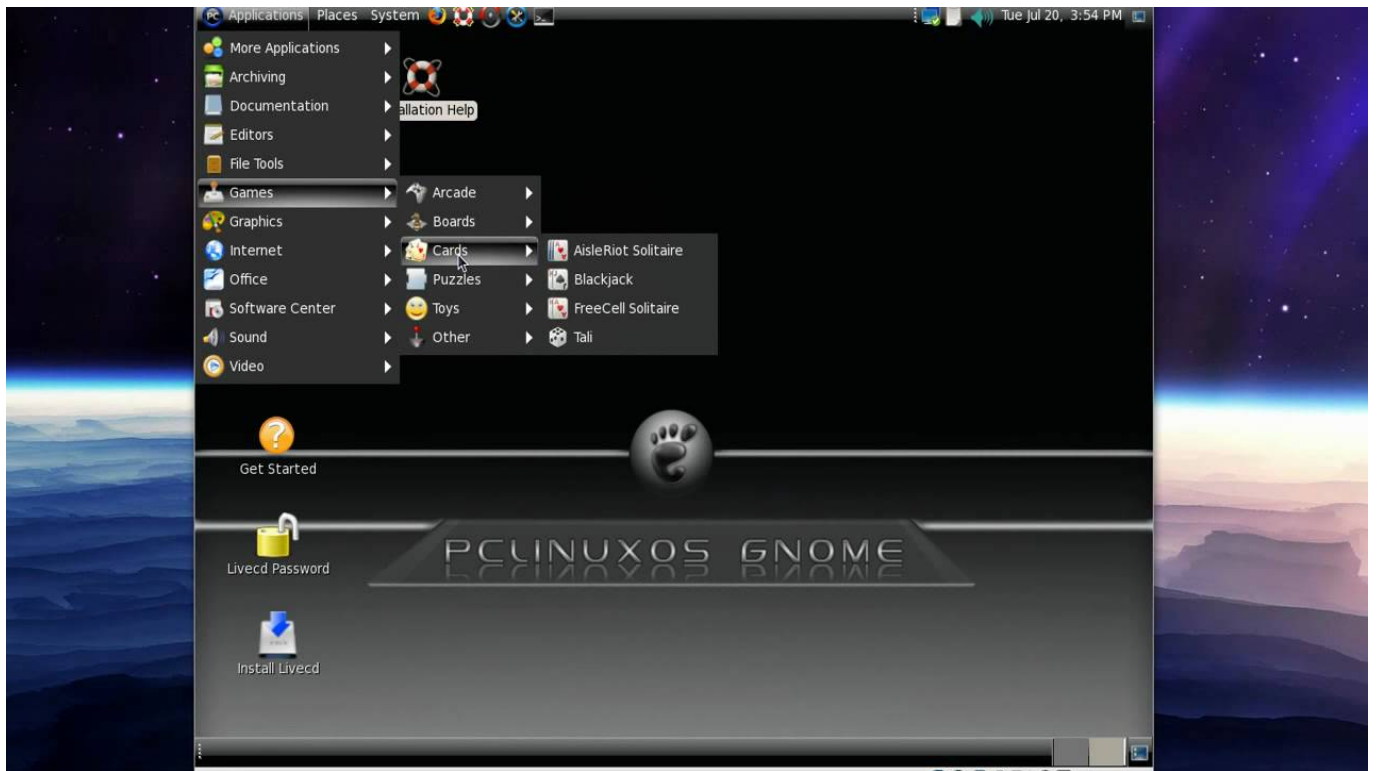 Applications Places System Tue Jul 20, 3:54 PM
More Applications
Archiving
Documentation
allation Help
Editors
File Tools
Games
Arcade
Graphics
Boards
Internet
Cards
AisleRiot Solitaire
Office
Puzzles
Blackjack
Software Center
Toys
FreeCell Solitaire
Sound
Other
Tali
Video
Get Started
PCLINUXOS GNOME
Livecd Password
Install Livecd